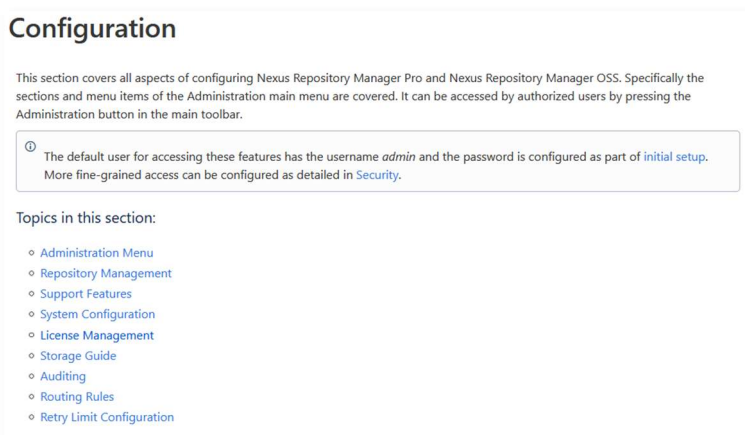 Configuration
This section covers all aspects of configuring Nexus Repository Manager Pro and Nexus Repository Manager OSS. Specifically the
sections and menu items of the Administration main menu are covered. It can be accessed by authorized users by pressing the
Administration button in the main toolbar.
The default user for accessing these features has the username admin and the password is configured as part of initial setup.
More fine-grained access can be configured as detailed in Security.
Topics in this section:
Administration Menu
Repository Management
Support Features
System Configuration
License Management
Storage Guide
Auditing
Routing Rules
Retry Limit Configuration